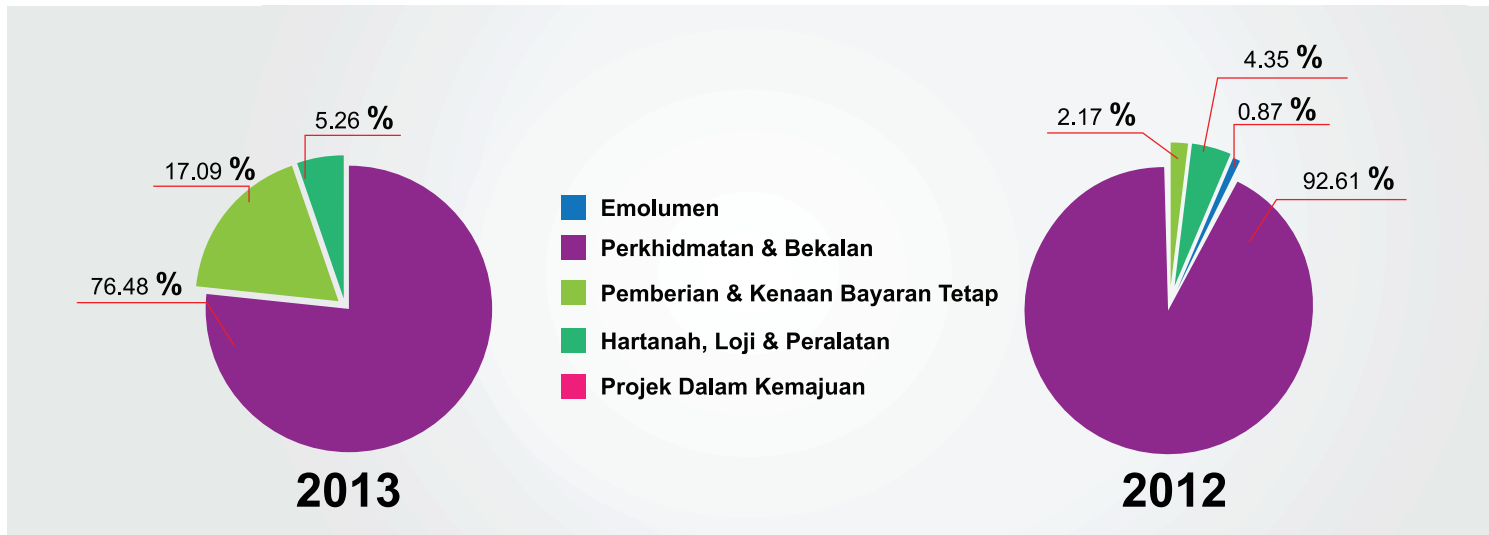 5.26 %
17.09 %
76.48 %
2013
Emolumen
Perkhidmatan & Bekalan
Pemberian & Kenaan Bayaran Tetap
Hartanah, Loji & Peralatan
Projek Dalam Kemajuan
4.35 %
2.17 %
0.87 %
92.61 %
2012